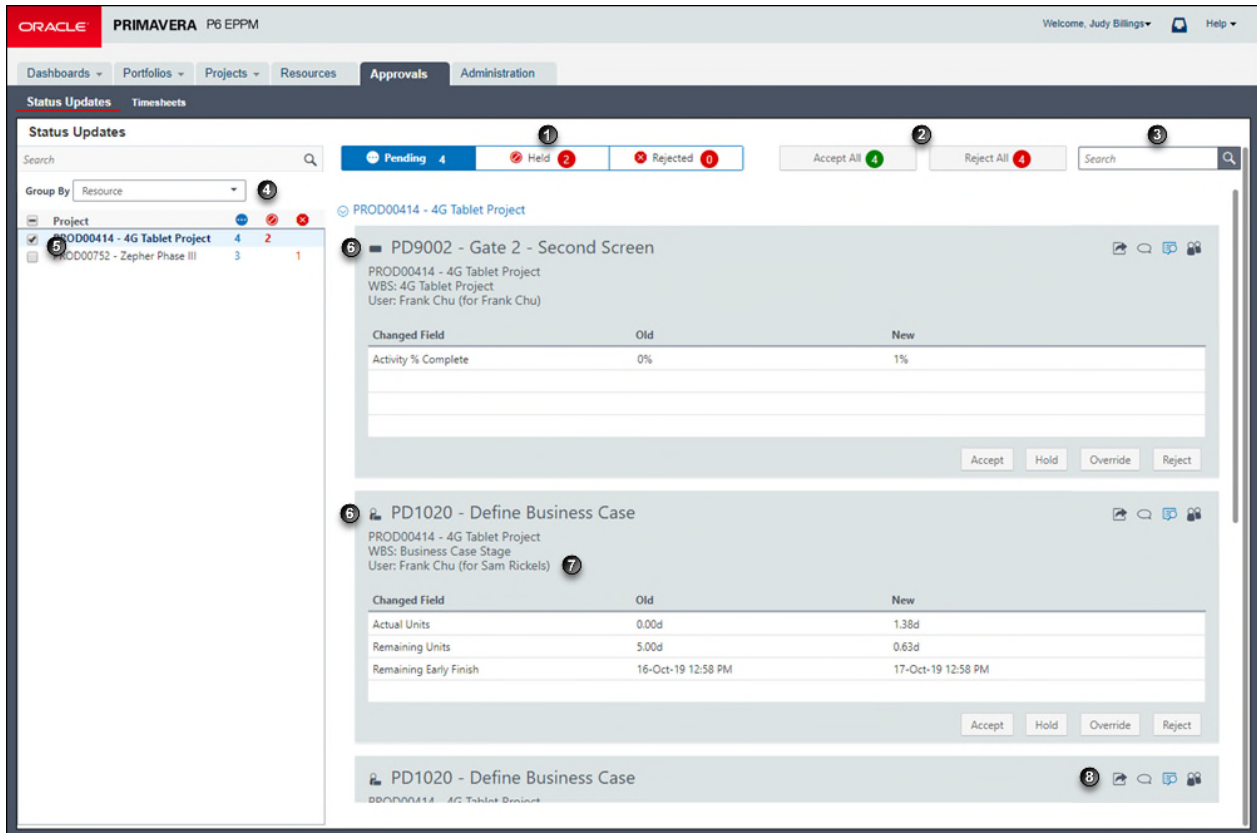 ORACLE PRIMAVERA P6 EPPM Welcome, Judy Billings Help
Dashboards Portfolios Projects Resources Approvals Administration
Status Updates Timesheets
Status Updates
Search
Group By Resource 4
Project
PROD00414 - 4G Tablet Project 4 2
5
PROD00752 - Zepher Phase III 3 1
1 2 3
Pending 4 Held 2 Rejected 0 Accept All 4 Reject All 4 Search
PROD00414 - 4G Tablet Project
6 PD9002 - Gate 2 - Second Screen
PROD00414 - 4G Tablet Project
WBS: 4G Tablet Project
User: Frank Chu (for Frank Chu)
Changed Field Old New
Activity % Complete 0% 1%
Accept Hold Override Reject
6 PD1020 - Define Business Case
PROD00414 - 4G Tablet Project
WBS: Business Case Stage
User: Frank Chu (for Sam Rickels) 7
Changed Field Old New
Actual Units 0.00d 1.38d
Remaining Units 5.00d 0.63d
Remaining Early Finish 16-Oct-19 12:58 PM 17-Oct-19 12:58 PM
Accept Hold Override Reject
PD1020 - Define Business Case 8
PROD00414 - 4G Tablet Project